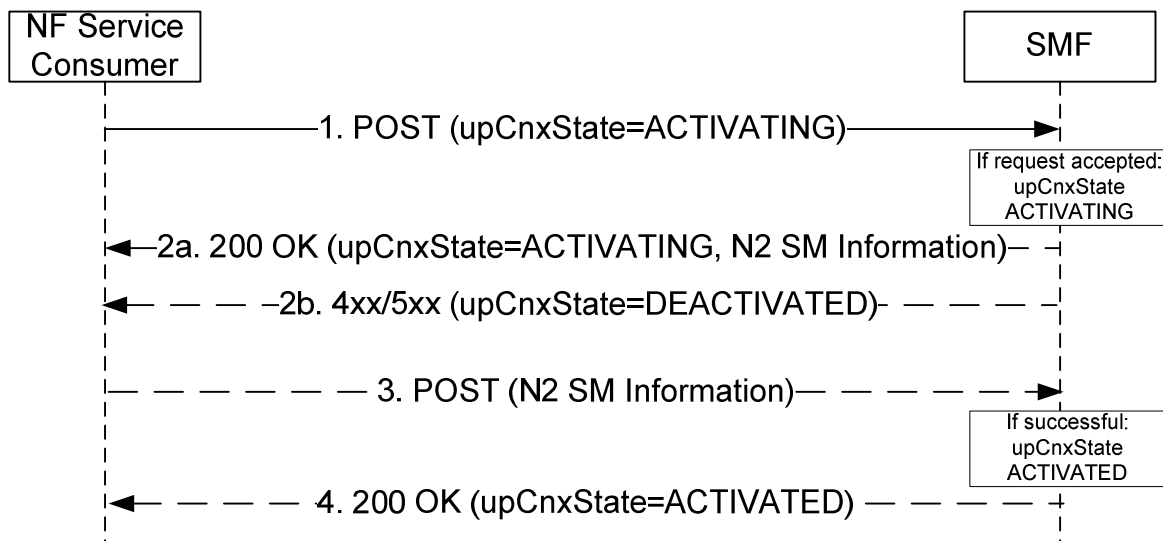 NF Service
Consumer
SMF
1. POST (upCnxState=ACTIVATING)
If request accepted:
upCnxState
ACTIVATING
2a. 200 OK (upCnxState=ACTIVATING, N2 SM Information)
2b. 4xx/5xx (upCnxState=DEACTIVATED)
3. POST (N2 SM Information)
If successful:
upCnxState
ACTIVATED
4. 200 OK (upCnxState=ACTIVATED)